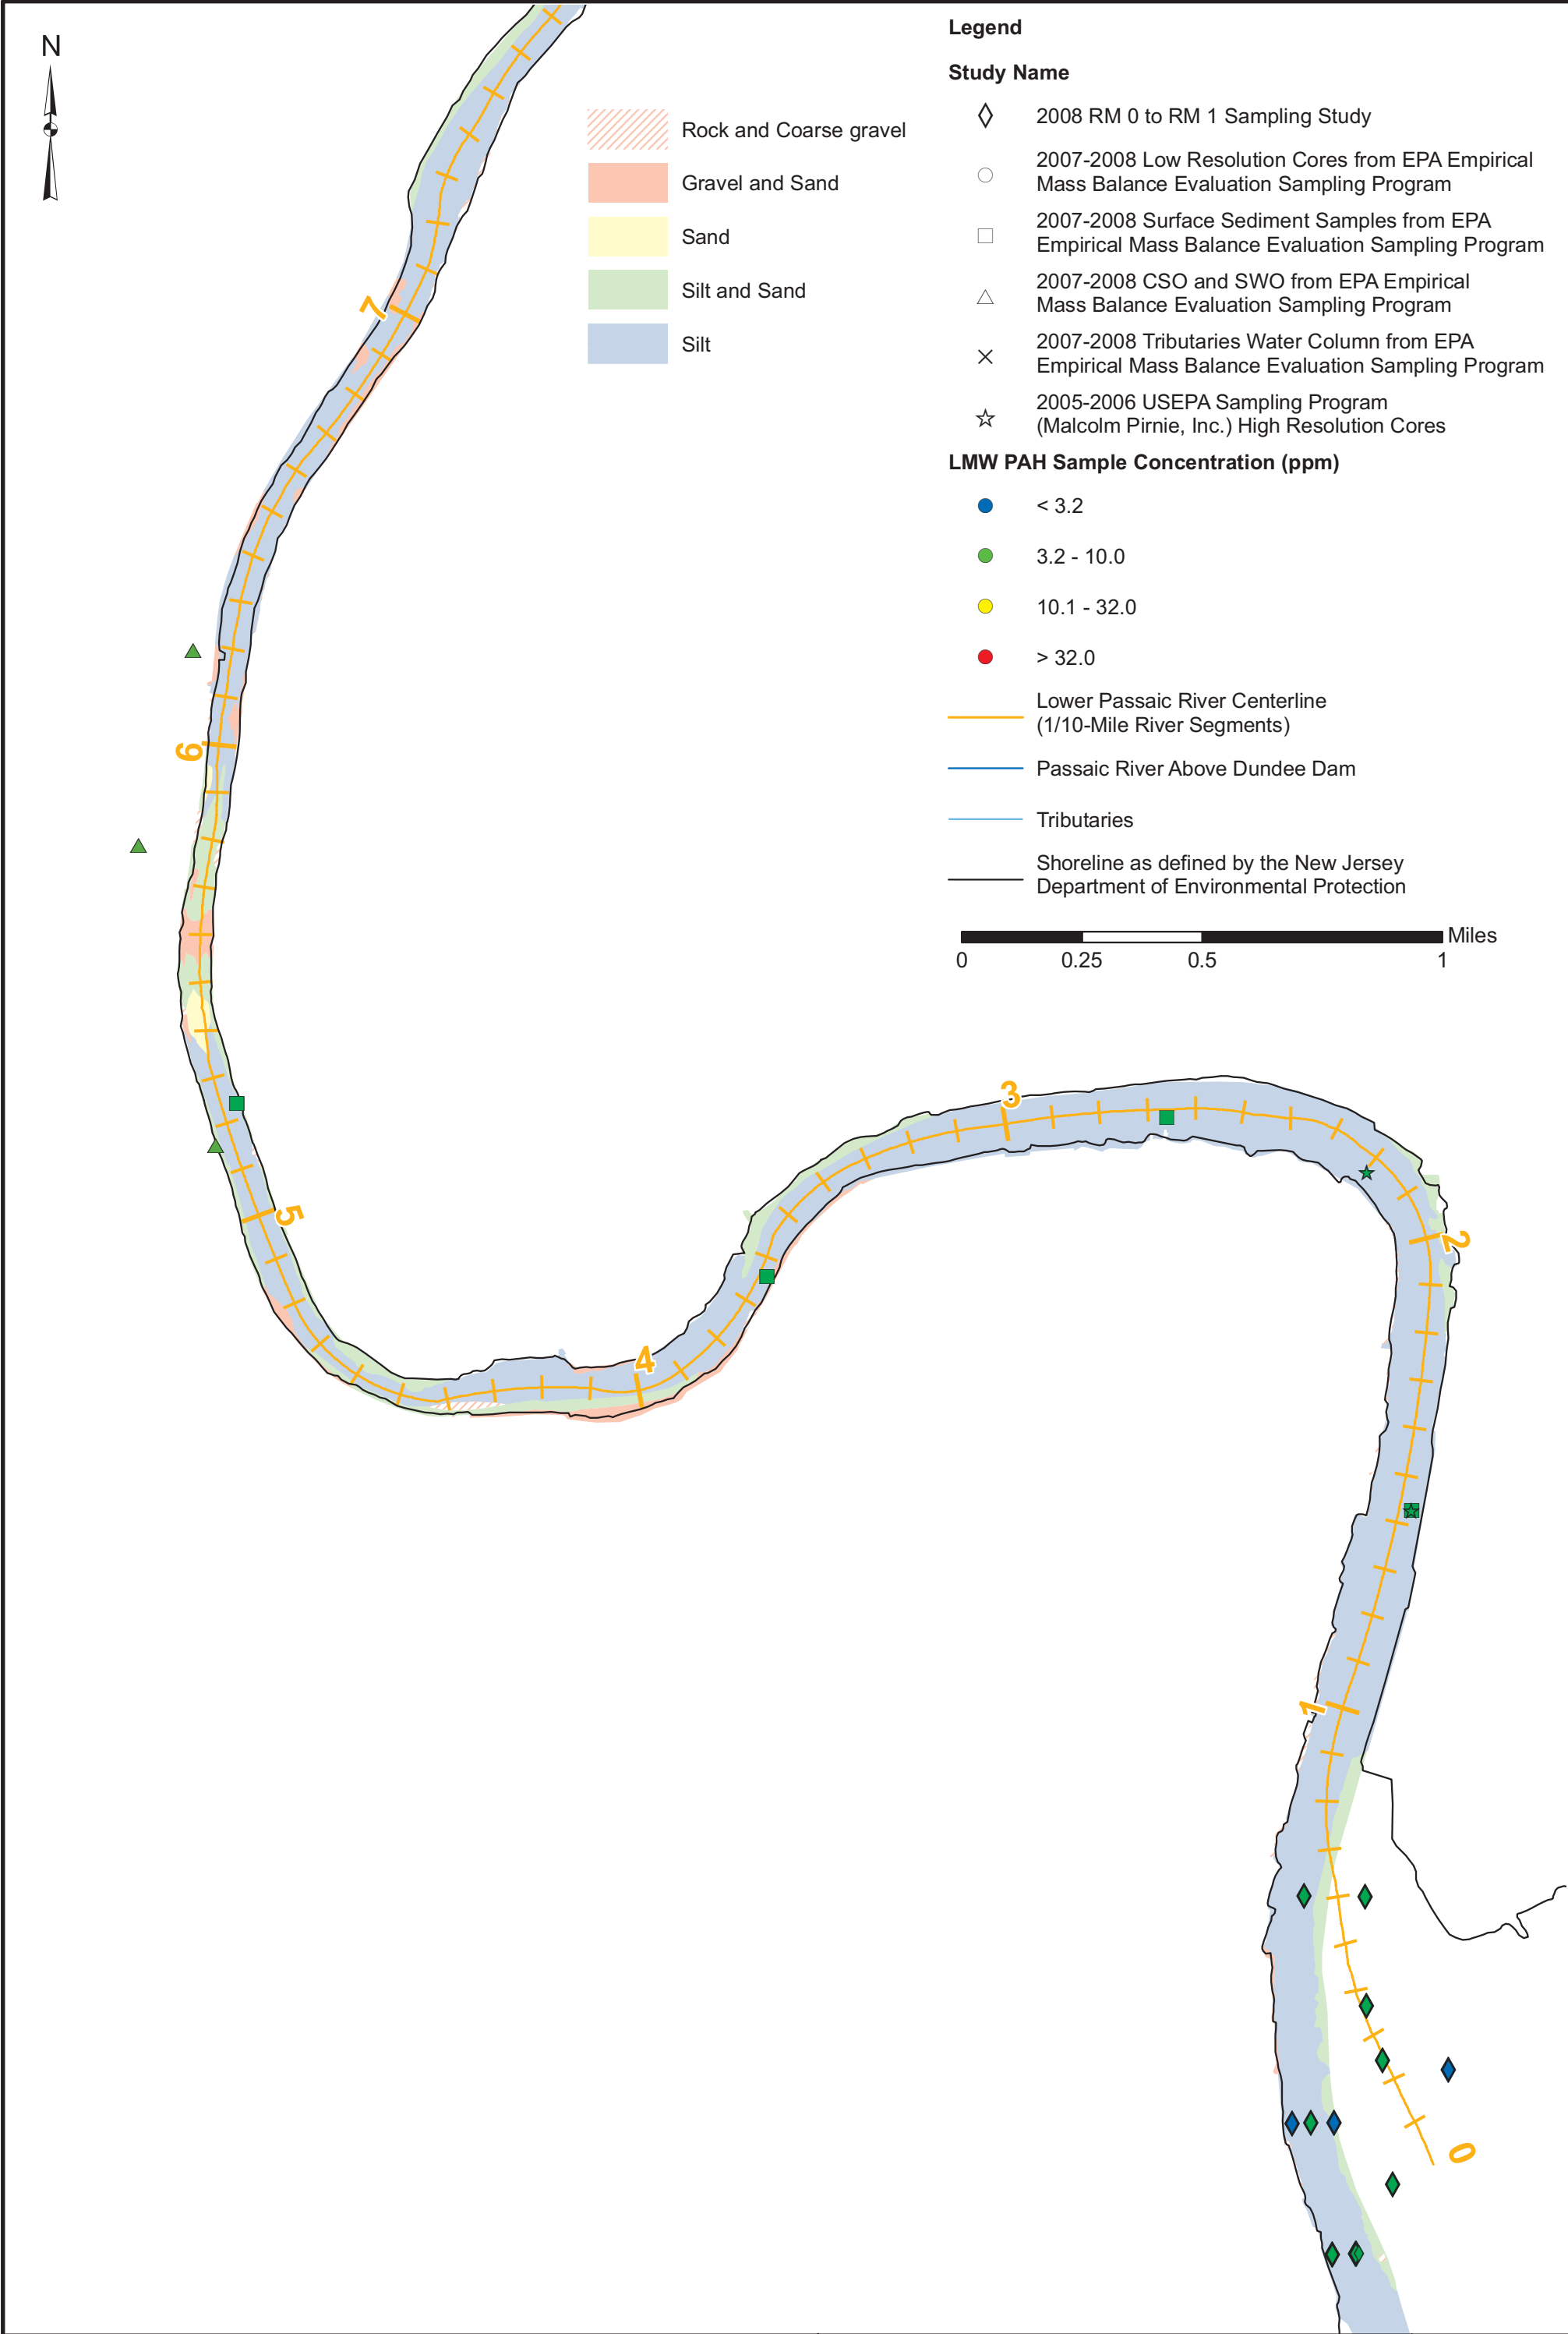 N
Rock and Coarse gravel
Gravel and Sand
Sand
Silt and Sand
Silt
Legend
Study Name
2008 RM 0 to RM 1 Sampling Study
2007-2008 Low Resolution Cores from EPA Empirical
Mass Balance Evaluation Sampling Program
2007-2008 Surface Sediment Samples from EPA
Empirical Mass Balance Evaluation Sampling Program
2007-2008 CSO and SWO from EPA Empirical
Mass Balance Evaluation Sampling Program
2007-2008 Tributaries Water Column from EPA
Empirical Mass Balance Evaluation Sampling Program
2005-2006 USEPA Sampling Program
(Malcolm Pirnie, Inc.) High Resolution Cores
LMW PAH Sample Concentration (ppm)
< 3.2
3.2 - 10.0
10.1 - 32.0
> 32.0
Lower Passaic River Centerline
(1/10-Mile River Segments)
Passaic River Above Dundee Dam
Tributaries
Shoreline as defined by the New Jersey
Department of Environmental Protection
Miles
0 0.25 0.5 1
7
6
5
4
3
2
1
0